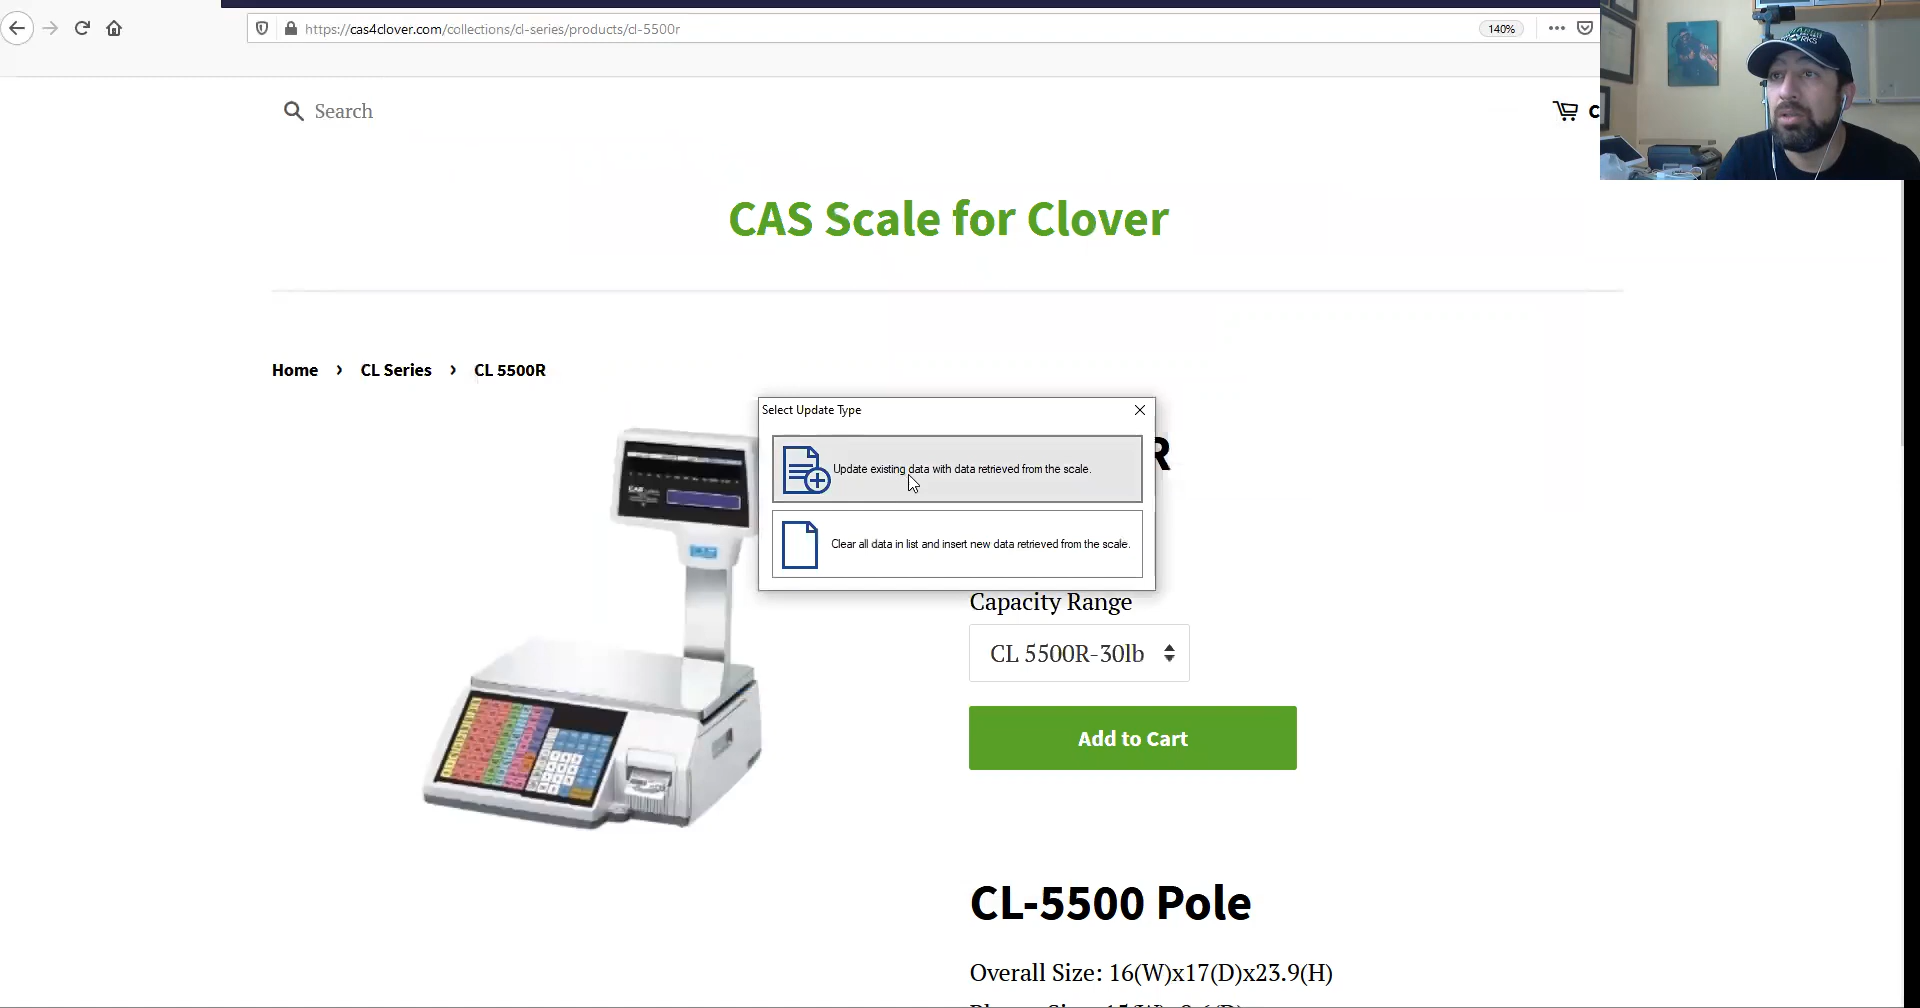 https://cas4clover.com/collections/cl-series/products/cl-5500r
140%
Search
CAS Scale for Clover
Home › CL Series › CL 5500R
Select Update Type
Update existing data with data retrieved from the scale.
Clear all data in list and insert new data retrieved from the scale.
R
Capacity Range
CL 5500R-30lb
Add to Cart
CL-5500 Pole
Overall Size: 16(W)x17(D)x23.9(H)